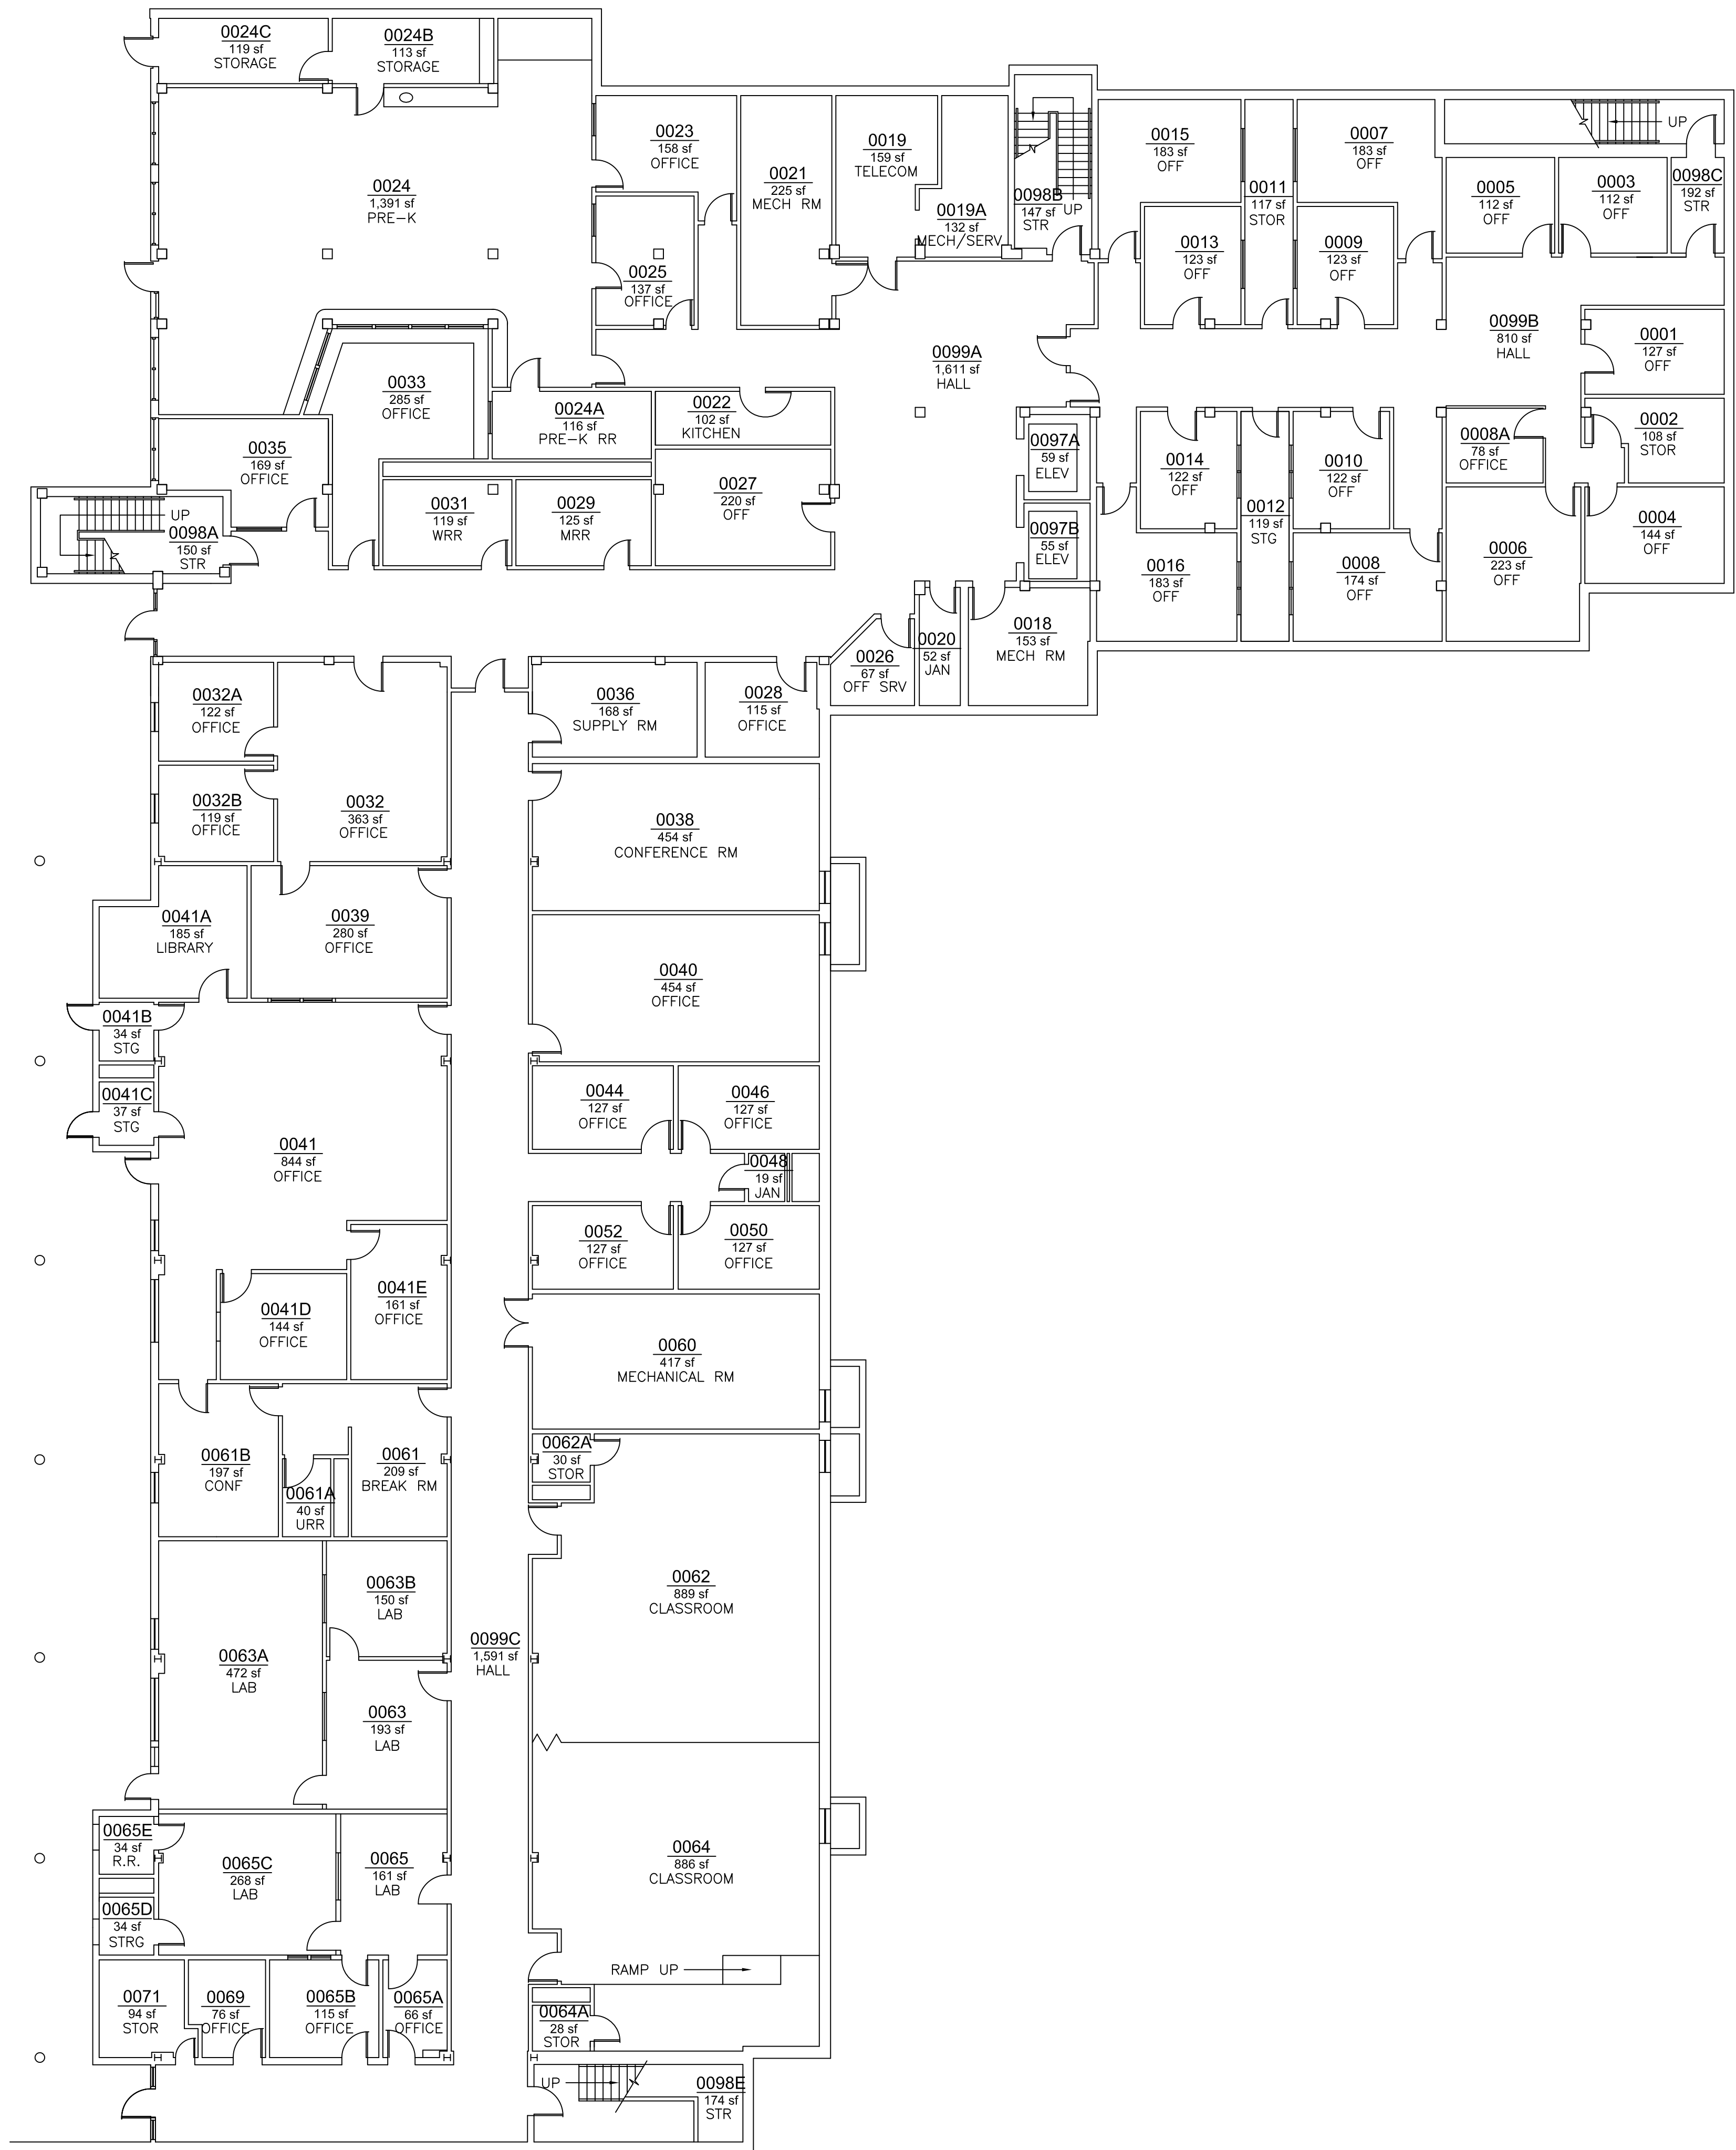 0024C
119 sf
STORAGE
0024B
113 sf
STORAGE
0024
1,391 sf
PRE-K
0023
158 sf
OFFICE
0021
225 sf
MECH RM
0019
159 sf
TELECOM
0019A
132 sf
MECH/SERV
0098B
147 sf
STR
UP
0015
183 sf
OFF
0011
117 sf
STOR
0007
183 sf
OFF
UP
0005
112 sf
OFF
0003
112 sf
OFF
0098C
192 sf
STR
0013
123 sf
OFF
0009
123 sf
OFF
0025
137 sf
OFFICE
0099A
1,611 sf
HALL
0099B
810 sf
HALL
0001
127 sf
OFF
0033
285 sf
OFFICE
0024A
116 sf
PRE-K RR
0022
102 sf
KITCHEN
0035
169 sf
OFFICE
0097A
59 sf
ELEV
0014
122 sf
OFF
0010
122 sf
OFF
0008A
78 sf
OFFICE
0002
108 sf
STOR
UP
0098A
150 sf
STR
0031
119 sf
WRR
0029
125 sf
MRR
0027
220 sf
OFF
0097B
55 sf
ELEV
0012
119 sf
STG
0016
183 sf
OFF
0008
174 sf
OFF
0006
223 sf
OFF
0004
144 sf
OFF
0026
67 sf
OFF SRV
0020
52 sf
JAN
0018
153 sf
MECH RM
0032A
122 sf
OFFICE
0036
168 sf
SUPPLY RM
0028
115 sf
OFFICE
0032B
119 sf
OFFICE
0032
363 sf
OFFICE
0038
454 sf
CONFERENCE RM
0041A
185 sf
LIBRARY
0039
280 sf
OFFICE
0040
454 sf
OFFICE
0041B
34 sf
STG
0041C
37 sf
STG
0041
844 sf
OFFICE
0044
127 sf
OFFICE
0046
127 sf
OFFICE
0048
19 sf
JAN
0052
127 sf
OFFICE
0050
127 sf
OFFICE
0041D
144 sf
OFFICE
0041E
161 sf
OFFICE
0060
417 sf
MECHANICAL RM
0061B
197 sf
CONF
0061A
40 sf
URR
0061
209 sf
BREAK RM
0062A
30 sf
STOR
0063B
150 sf
LAB
0062
889 sf
CLASSROOM
0063A
472 sf
LAB
0099C
1,591 sf
HALL
0063
193 sf
LAB
0065E
34 sf
R.R.
0065C
268 sf
LAB
0065
161 sf
LAB
0064
886 sf
CLASSROOM
0065D
34 sf
STRG
RAMP UP
0071
94 sf
STOR
0069
76 sf
OFFICE
0065B
115 sf
OFFICE
0065A
66 sf
OFFICE
0064A
28 sf
STOR
UP
0098E
174 sf
STR